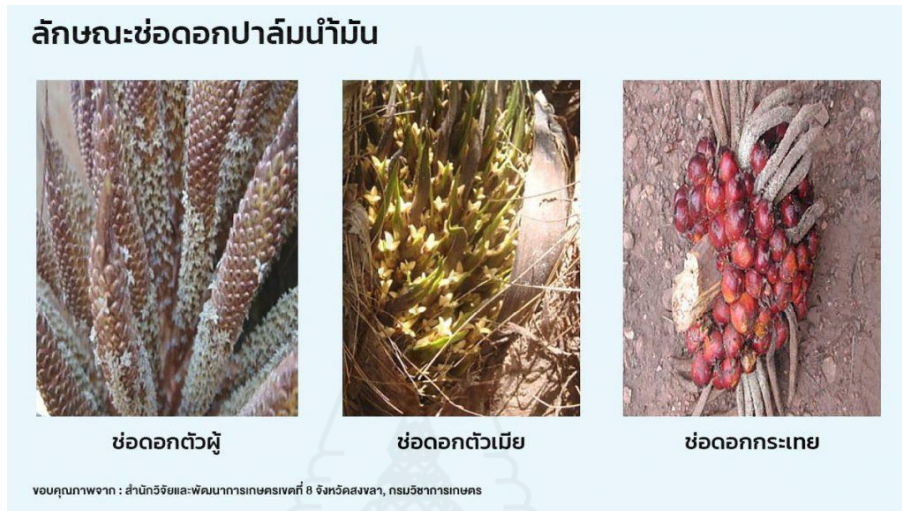 ลักษณะช่อดอกปาล์มน้ำมัน
ช่อดอกตัวผู้
ช่อดอกตัวเมีย
ช่อดอกกระเทย
ขอบคุณภาพจาก : สำนักวิจัยและพัฒนาการเกษตรเขตที่ 8 จังหวัดสงขลา, กรมวิชาการเกษตร